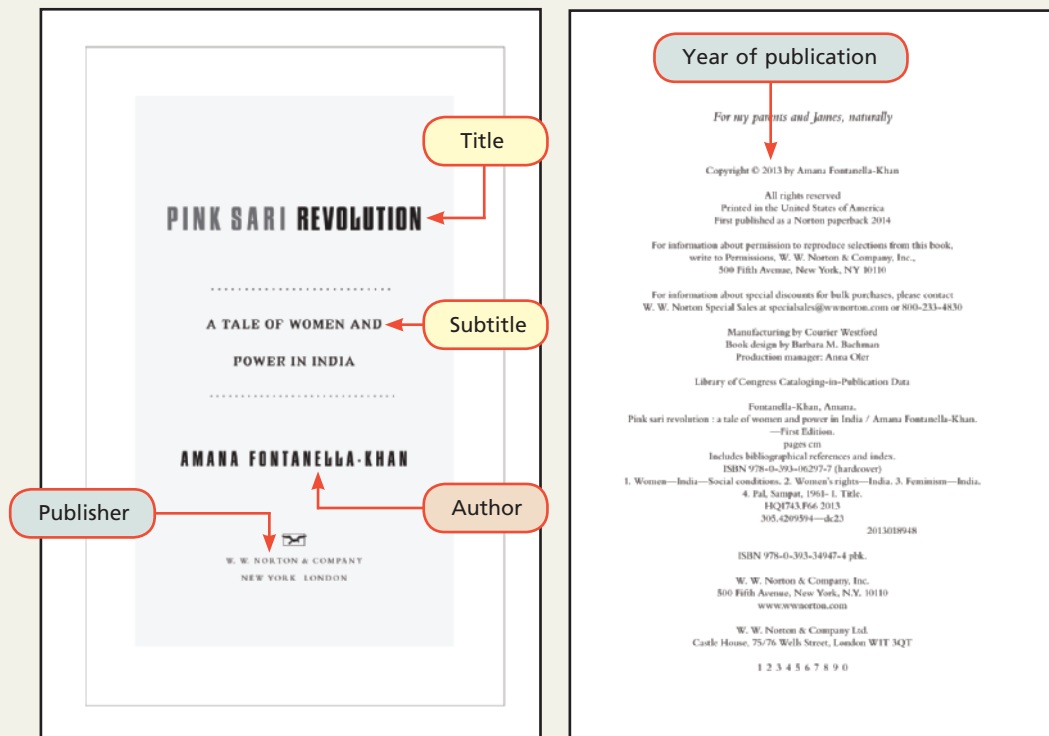 Title
PINK SARI REVOLUTION
A TALE OF WOMEN AND
Subtitle
POWER IN INDIA
AMANA FONTANELLA-KHAN
Author
Publisher
W. W. NORTON & COMPANY
NEW YORK LONDON
Year of publication
For my parents and James, naturally
Copyright © 2013 by Amana Fontanella-Khan
All rights reserved
Printed in the United States of America
First published as a Norton paperback 2014
For information about permission to reproduce selections from this book,
write to Permissions, W. W. Norton & Company, Inc.,
500 Fifth Avenue, New York, NY 10110
For information about special discounts for bulk purchases, please contact
W. W. Norton Special Sales at specialsales@wwnorton.com or 800-233-4830
Manufacturing by Courier Westford
Book design by Barbara M. Bachman
Production manager: Anna Oler
Library of Congress Cataloging-in-Publication Data
Fontanella-Khan, Amana.
Pink sari revolution : a tale of women and power in India / Amana Fontanella-Khan.
—First Edition.
pages cm
Includes bibliographical references and index.
ISBN 978-0-393-06297-7 (hardcover)
1. Women—India—Social conditions. 2. Women's rights—India. 3. Feminism—India.
4. Pal, Sampat, 1961- I. Title.
HQ1743.F66 2013
305.4209594—dc23
2013018948
ISBN 978-0-393-34947-4 pbk.
W. W. Norton & Company, Inc.
500 Fifth Avenue, New York, N.Y. 10110
www.wwnorton.com
W. W. Norton & Company Ltd.
Castle House, 75/76 Wells Street, London W1T 3QT
1 2 3 4 5 6 7 8 9 0